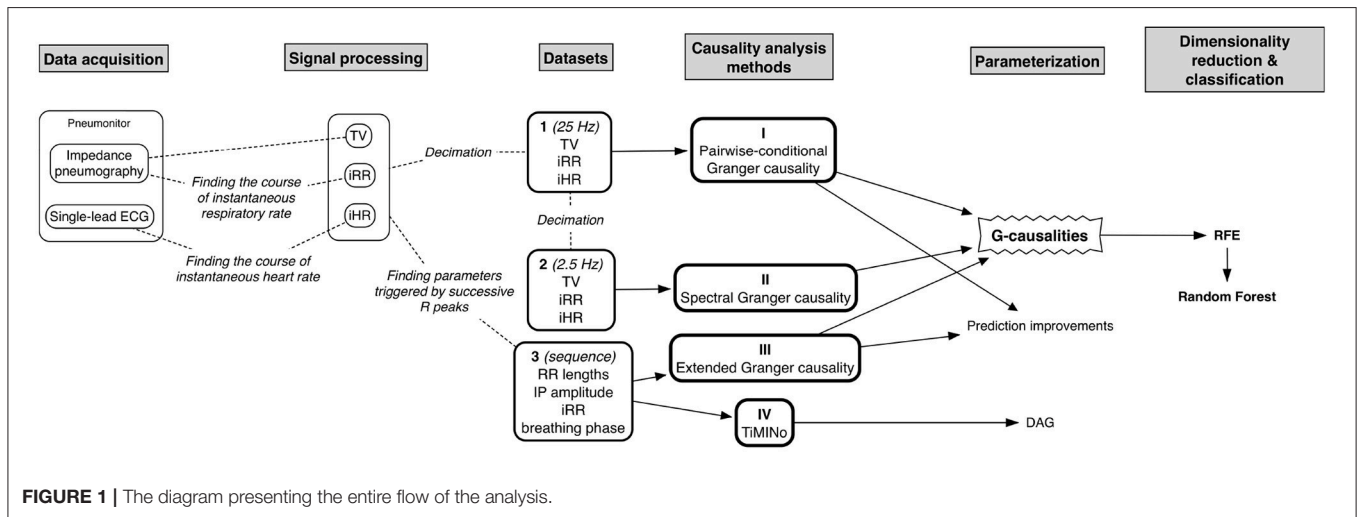 Data acquisition
Signal processing
Datasets
Causality analysis
methods
Parameterization
Dimensionality
reduction &
classification
Pneumonitor
Impedance
pneumography
Single-lead ECG
Finding the course
of instantaneous
respiratory rate
Finding the course of
instantaneous heart rate
TV
iRR
iHR
Decimation
Finding parameters
triggered by successive
R peaks
1 (25 Hz)
TV
iRR
iHR
Decimation
2 (2.5 Hz)
TV
iRR
iHR
3 (sequence)
RR lengths
IP amplitude
iRR
breathing phase
I
Pairwise-conditional
Granger causality
II
Spectral Granger causality
III
Extended Granger causality
IV
TiMINo
G-causalities
Prediction improvements
DAG
RFE
Random Forest
FIGURE 1 | The diagram presenting the entire flow of the analysis.